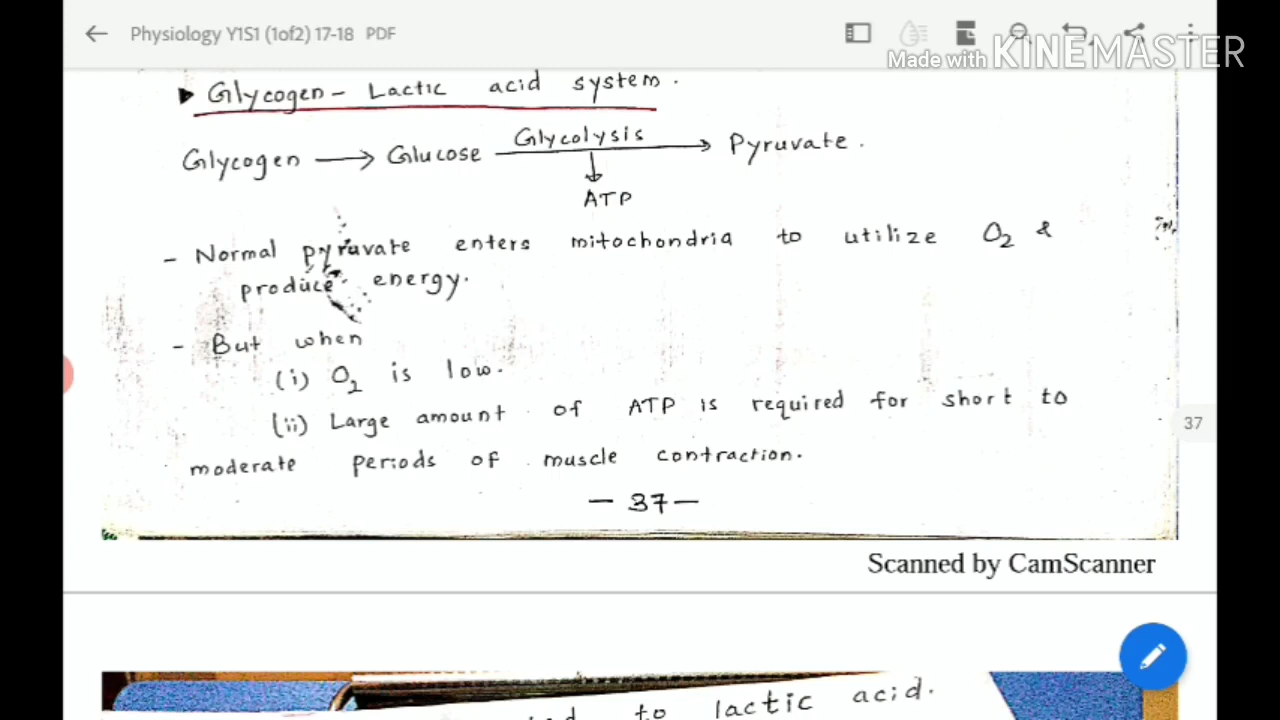 Physiology Y1S1 (1of2) 17-18 PDF
Made with KINEMASTER
▶ Glycogen - Lactic acid system.
Glycogen → Glucose Glycolysis → Pyruvate.
↓
ATP
- Normal pyruvate enters mitochondria to utilize O₂ &
produce energy.
- But when
(i) O₂ is low.
(ii) Large amount of ATP is required for short to
moderate periods of muscle contraction.
37
- 37 -
Scanned by CamScanner
to lactic acid.